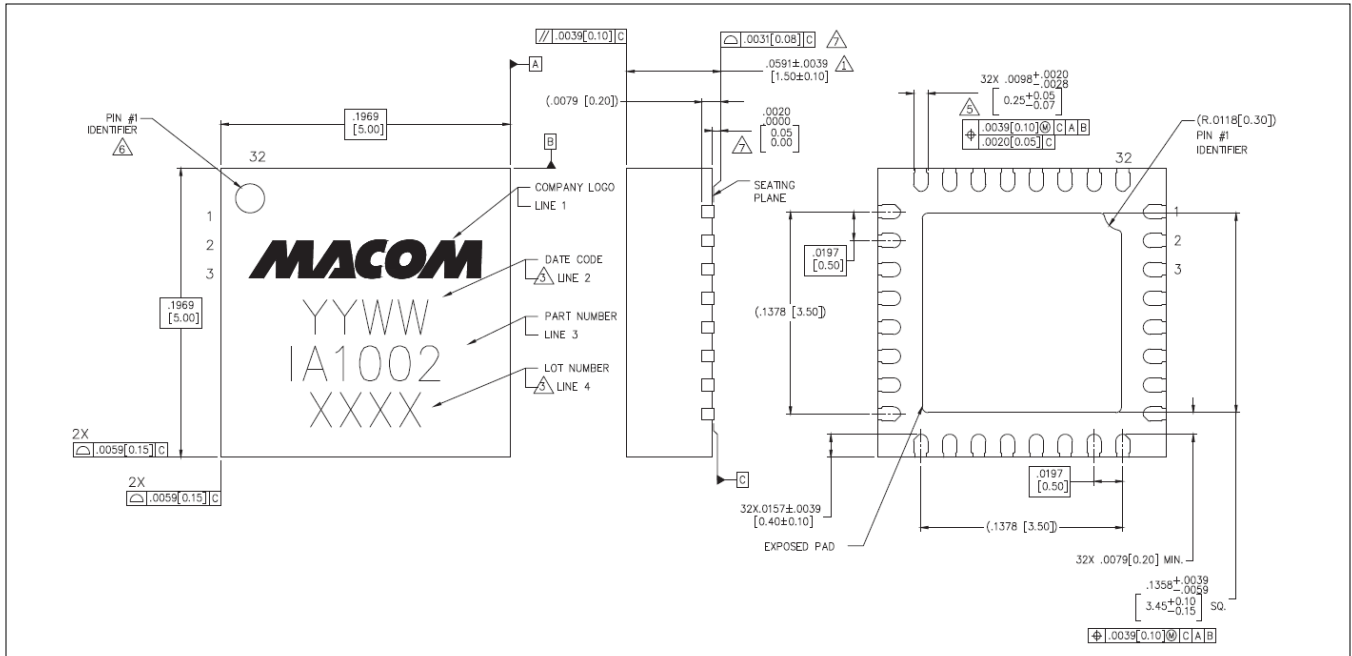 // .0039[0.10] C
⌓ .0031[0.08] C 7
.0591±.0039 1
[1.50±0.10]
(.0079 [0.20])
.0020
.0000
[0.05
0.00]
7
A
B
.1969
[5.00]
PIN #1
IDENTIFIER
6
32
1
2
3
COMPANY LOGO
LINE 1
MACOM
DATE CODE
3 LINE 2
YYWW
PART NUMBER
LINE 3
IA1002
LOT NUMBER
3 LINE 4
XXXX
.1969
[5.00]
2X
⌓ .0059[0.15] C
2X
⌓ .0059[0.15] C
SEATING
PLANE
C
32X .0098+.0020
-.0028
[0.25+0.05
-0.07]
5
⌖ .0039[0.10]Ⓜ C A B
.0020[0.05] C
(R.0118[0.30])
PIN #1
IDENTIFIER
32
1
2
3
.0197
[0.50]
(.1378 [3.50])
.0197
[0.50]
32X.0157±.0039
[0.40±0.10]
(.1378 [3.50])
EXPOSED PAD
32X .0079[0.20] MIN.
.1358+.0039
-.0059
[3.45+0.10
-0.15] SQ.
⌖ .0039[0.10]Ⓜ C A B